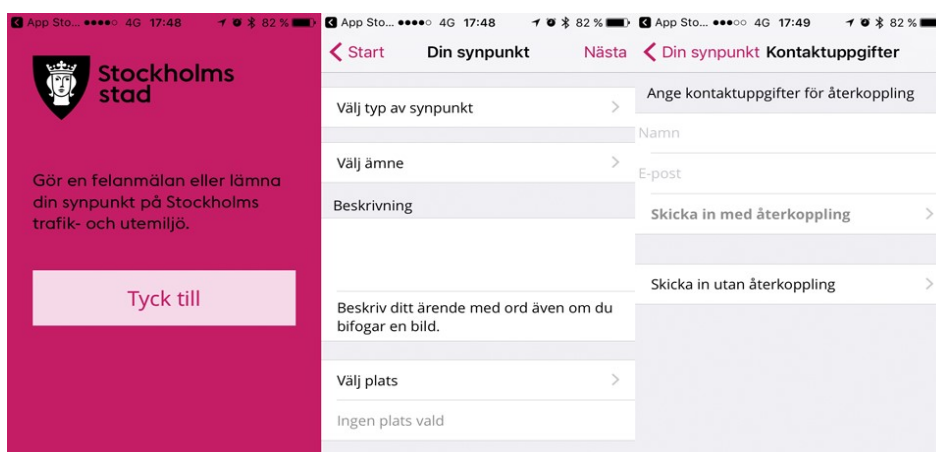 App Sto... 4G 17:48 82 %
Stockholms
stad
Gör en felanmälan eller lämna
din synpunkt på Stockholms
trafik- och utemiljö.
Tyck till
App Sto... 4G 17:48 82 %
Start Din synpunkt Nästa
Välj typ av synpunkt
Välj ämne
Beskrivning
Beskriv ditt ärende med ord även om du
bifogar en bild.
Välj plats
Ingen plats vald
App Sto... 4G 17:49 82 %
Din synpunkt Kontaktuppgifter
Ange kontaktuppgifter för återkoppling
Namn
E-post
Skicka in med återkoppling
Skicka in utan återkoppling